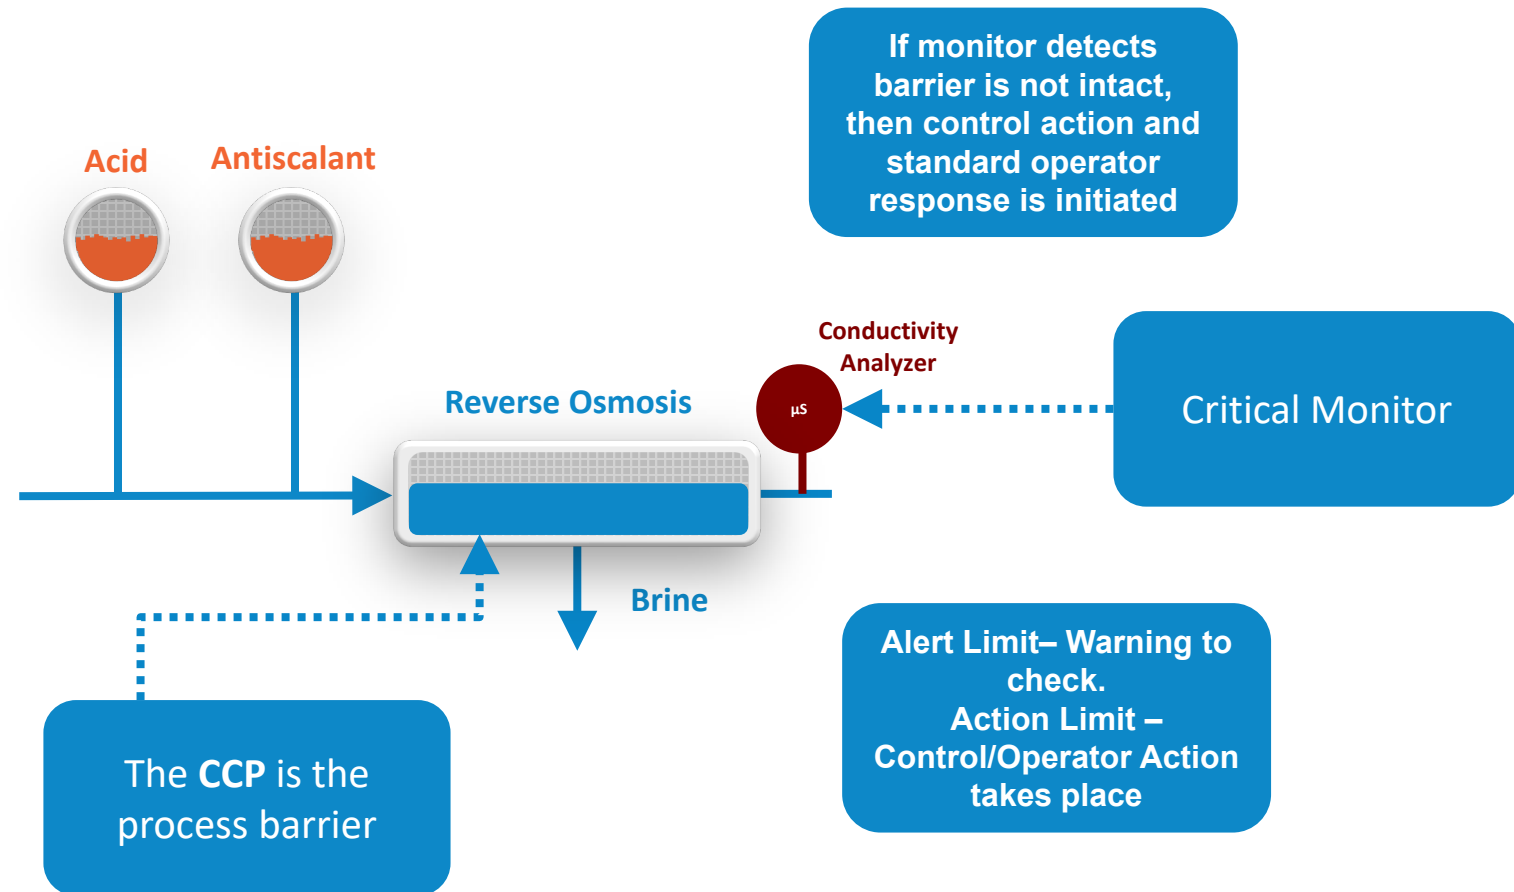 If monitor detects
barrier is not intact,
then control action and
standard operator
response is initiated
Acid
Antiscalant
Conductivity
Analyzer
µS
Critical Monitor
Reverse Osmosis
Brine
Alert Limit– Warning to
check.
Action Limit –
Control/Operator Action
takes place
The CCP is the
process barrier